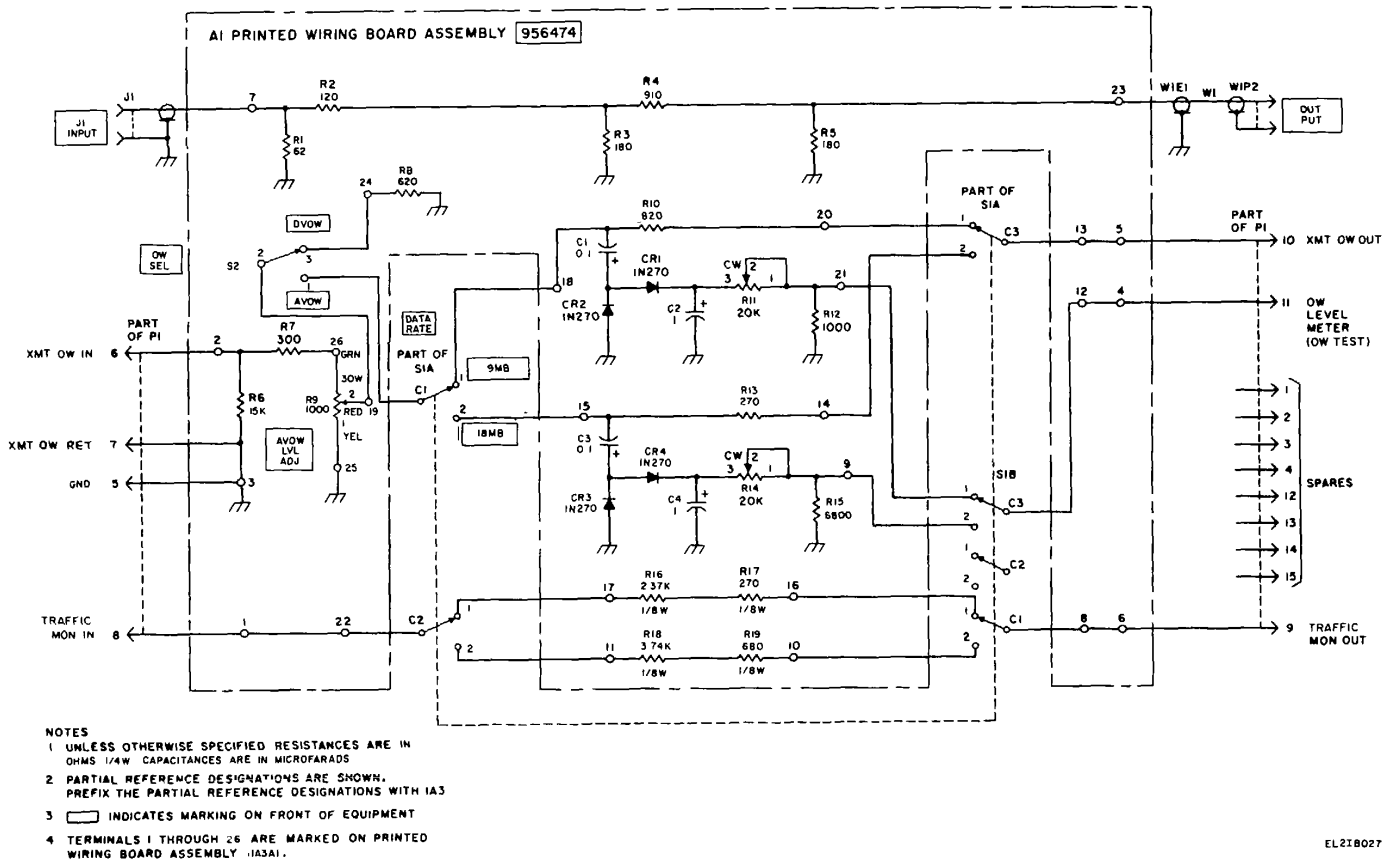 A1 PRINTED WIRING BOARD ASSEMBLY 956474
J1
J1
INPUT
7
R2
120
R1
62
R4
910
R3
180
R5
180
23
W1E1
W1
W1P2
OUT
PUT
24
R8
620
DVOW
OW
SEL
S2
2
3
1
AVOW
PART
OF P1
XMT OW IN 6
2
R7
300
26
GRN
30W
R6
15K
R9
1000
2
RED 19
1
YEL
AVOW
LVL
ADJ
25
XMT OW RET 7
GND 5
3
DATA
RATE
PART OF
S1A
C1
1
9MB
2
18MB
18
C1
0.1
+
R10
820
20
CR1
1N270
CR2
1N270
C2
1
+
CW
2
3
1
R11
20K
21
R12
1000
15
C3
0.1
+
R13
270
14
CR4
1N270
CR3
1N270
C4
1
+
CW
2
3
1
R14
20K
9
R15
6800
PART OF
S1A
1
2
C3
13
5
PART
OF P1
10 XMT OW OUT
12
4
11 OW
LEVEL
METER
(OW TEST)
S1B
1
2
C3
1
2
C2
1
2
C1
1
2
3
4
12
13
14
15
SPARES
TRAFFIC
MON IN 8
1
22
C2
1
2
17
R16
2.37K
1/8W
R17
270
1/8W
16
11
R18
3.74K
1/8W
R19
680
1/8W
10
8
6
9 TRAFFIC
MON OUT
NOTES
1 UNLESS OTHERWISE SPECIFIED RESISTANCES ARE IN
OHMS 1/4W CAPACITANCES ARE IN MICROFARADS
2 PARTIAL REFERENCE DESIGNATIONS ARE SHOWN.
PREFIX THE PARTIAL REFERENCE DESIGNATIONS WITH 1A3
3 INDICATES MARKING ON FRONT OF EQUIPMENT
4 TERMINALS 1 THROUGH 26 ARE MARKED ON PRINTED
WIRING BOARD ASSEMBLY 1A3A1.
EL2IB027